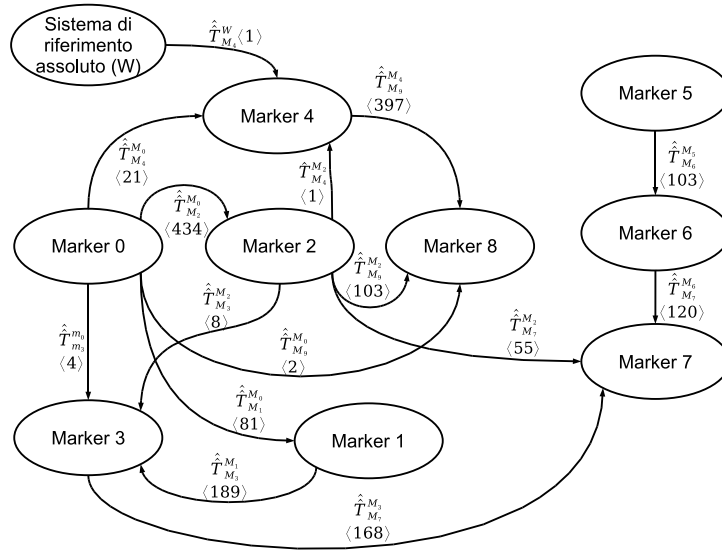 Sistema di
riferimento
assoluto (W)
T̂̂^W_{M_4}⟨1⟩
Marker 4
T̂̂^{M_4}_{M_9}
⟨397⟩
Marker 5
T̂̂^{M_0}_{M_4}
⟨21⟩
T̂̂^{M_2}_{M_4}
⟨1⟩
T̂̂^{M_5}_{M_6}
⟨103⟩
T̂̂^{M_0}_{M_2}
⟨434⟩
Marker 0
Marker 2
Marker 8
Marker 6
T̂̂^{M_2}_{M_9}
⟨103⟩
T̂̂^{M_6}_{M_7}
⟨120⟩
T̂̂^{M_2}_{M_3}
⟨8⟩
T̂̂^{m_0}_{m_3}
⟨4⟩
T̂̂^{M_0}_{M_9}
⟨2⟩
T̂̂^{M_2}_{M_7}
⟨55⟩
Marker 7
T̂̂^{M_0}_{M_1}
⟨81⟩
Marker 3
Marker 1
T̂̂^{M_1}_{M_3}
⟨189⟩
T̂̂^{M_3}_{M_7}
⟨168⟩